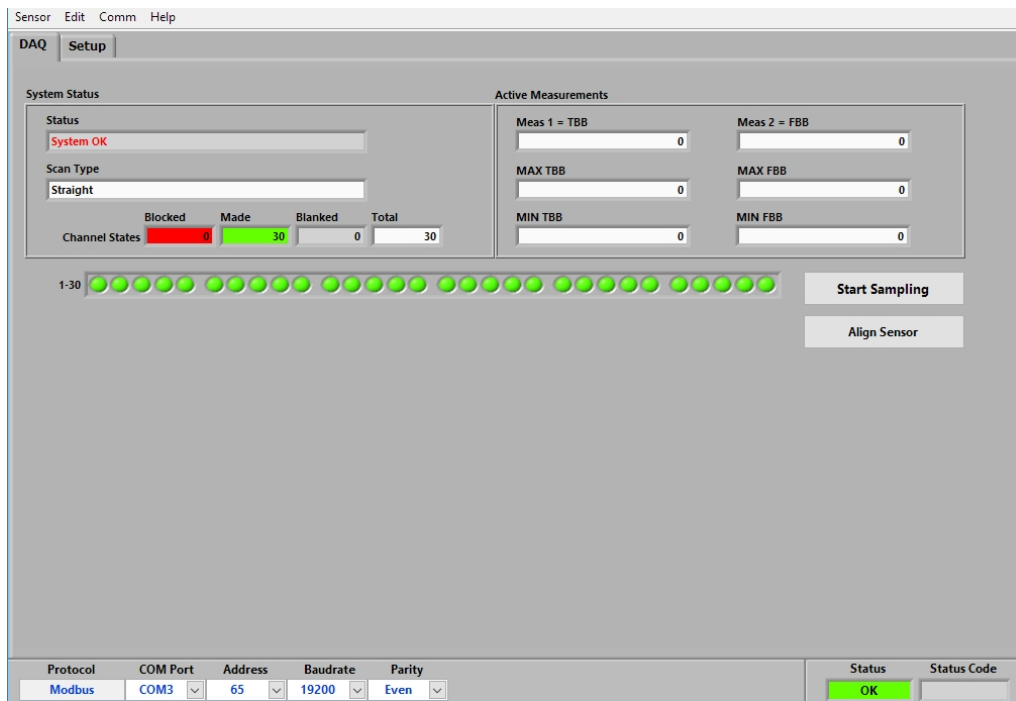 Sensor Edit Comm Help
DAQ Setup
System Status
Status
System OK
Scan Type
Straight
Blocked Made Blanked Total
Channel States 0 30 0 30
Active Measurements
Meas 1 = TBB Meas 2 = FBB
0 0
MAX TBB MAX FBB
0 0
MIN TBB MIN FBB
0 0
1-30
Start Sampling
Align Sensor
Protocol COM Port Address Baudrate Parity
Modbus COM3 65 19200 Even
Status Status Code
OK